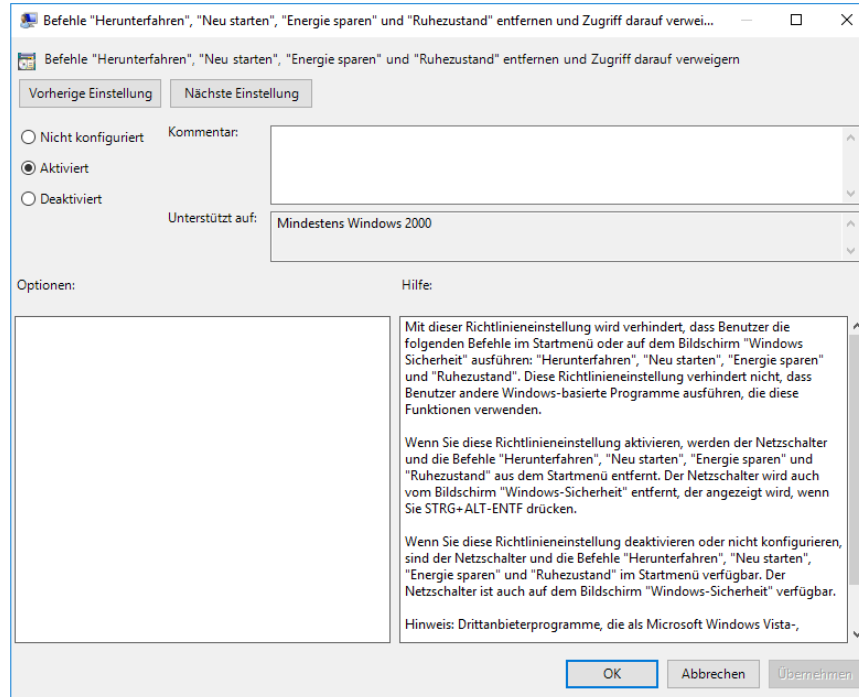 Befehle "Herunterfahren", "Neu starten", "Energie sparen" und "Ruhezustand" entfernen und Zugriff darauf verwei...
Befehle "Herunterfahren", "Neu starten", "Energie sparen" und "Ruhezustand" entfernen und Zugriff darauf verweigern
Vorherige Einstellung
Nächste Einstellung
Nicht konfiguriert
Aktiviert
Deaktiviert
Kommentar:
Unterstützt auf:
Mindestens Windows 2000
Optionen:
Hilfe:
Mit dieser Richtlinieneinstellung wird verhindert, dass Benutzer die
folgenden Befehle im Startmenü oder auf dem Bildschirm "Windows
Sicherheit" ausführen: "Herunterfahren", "Neu starten", "Energie sparen"
und "Ruhezustand". Diese Richtlinieneinstellung verhindert nicht, dass
Benutzer andere Windows-basierte Programme ausführen, die diese
Funktionen verwenden.
Wenn Sie diese Richtlinieneinstellung aktivieren, werden der Netzschalter
und die Befehle "Herunterfahren", "Neu starten", "Energie sparen" und
"Ruhezustand" aus dem Startmenü entfernt. Der Netzschalter wird auch
vom Bildschirm "Windows-Sicherheit" entfernt, der angezeigt wird, wenn
Sie STRG+ALT-ENTF drücken.
Wenn Sie diese Richtlinieneinstellung deaktivieren oder nicht konfigurieren,
sind der Netzschalter und die Befehle "Herunterfahren", "Neu starten",
"Energie sparen" und "Ruhezustand" im Startmenü verfügbar. Der
Netzschalter ist auch auf dem Bildschirm "Windows-Sicherheit" verfügbar.
Hinweis: Drittanbieterprogramme, die als Microsoft Windows Vista-,
OK
Abbrechen
Übernehmen